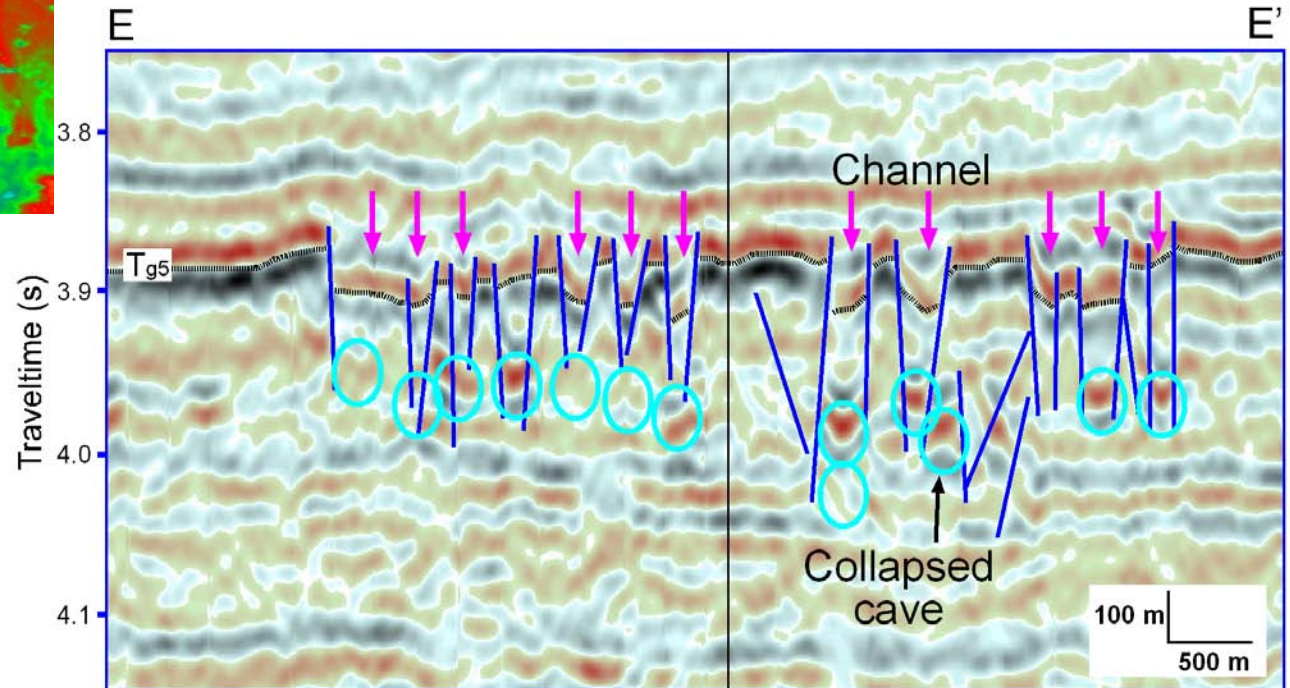 E
E'
3.8
Channel
Tg5
3.9
Traveltime (s)
4.0
Collapsed
cave
4.1
100 m
500 m